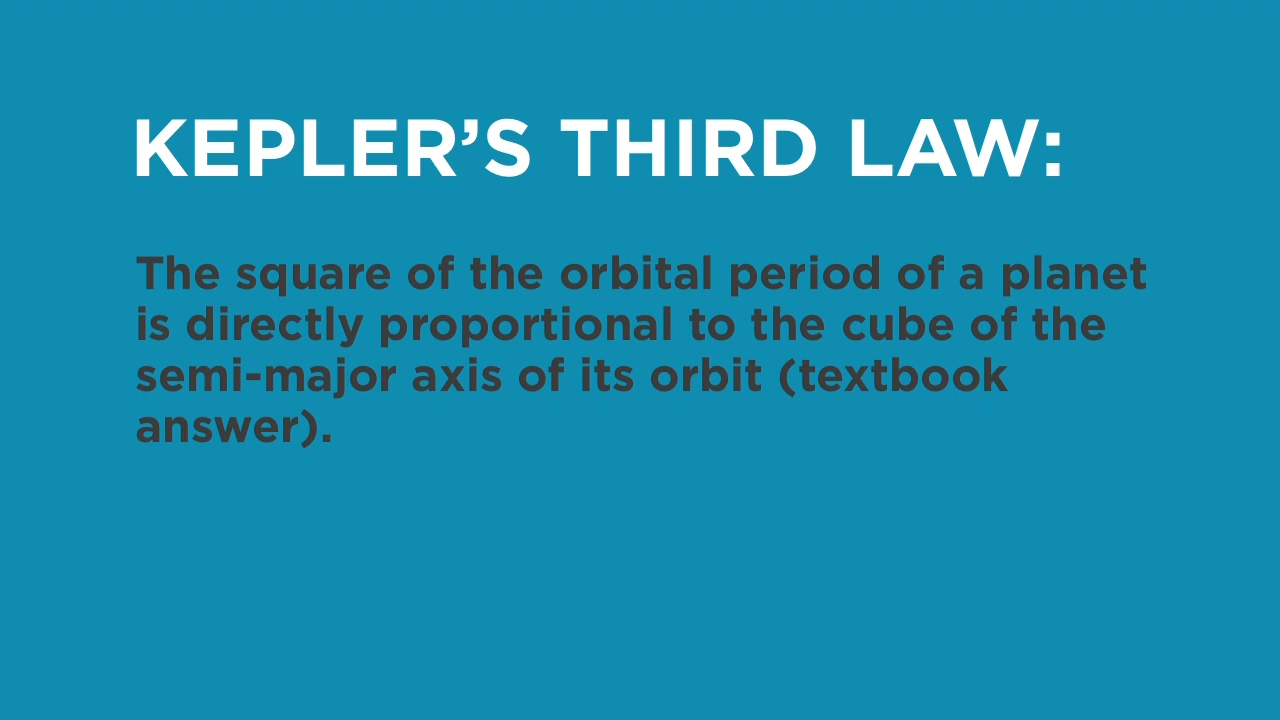 KEPLER’S THIRD LAW:
The square of the orbital period of a planet
is directly proportional to the cube of the
semi-major axis of its orbit (textbook
answer).